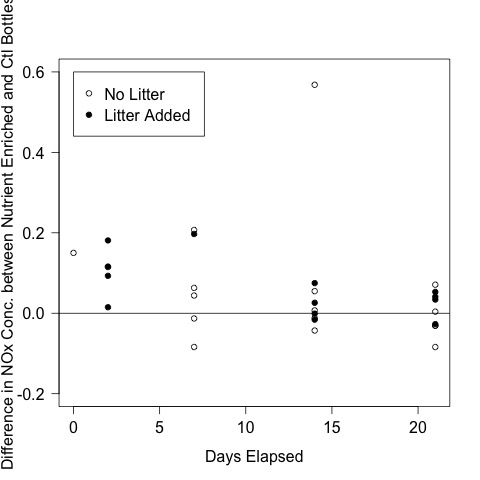 Difference in NOx Conc. between Nutrient Enriched and Ctl Bottles
0.6
0.4
0.2
0.0
-0.2
No Litter
Litter Added
0 5 10 15 20
Days Elapsed